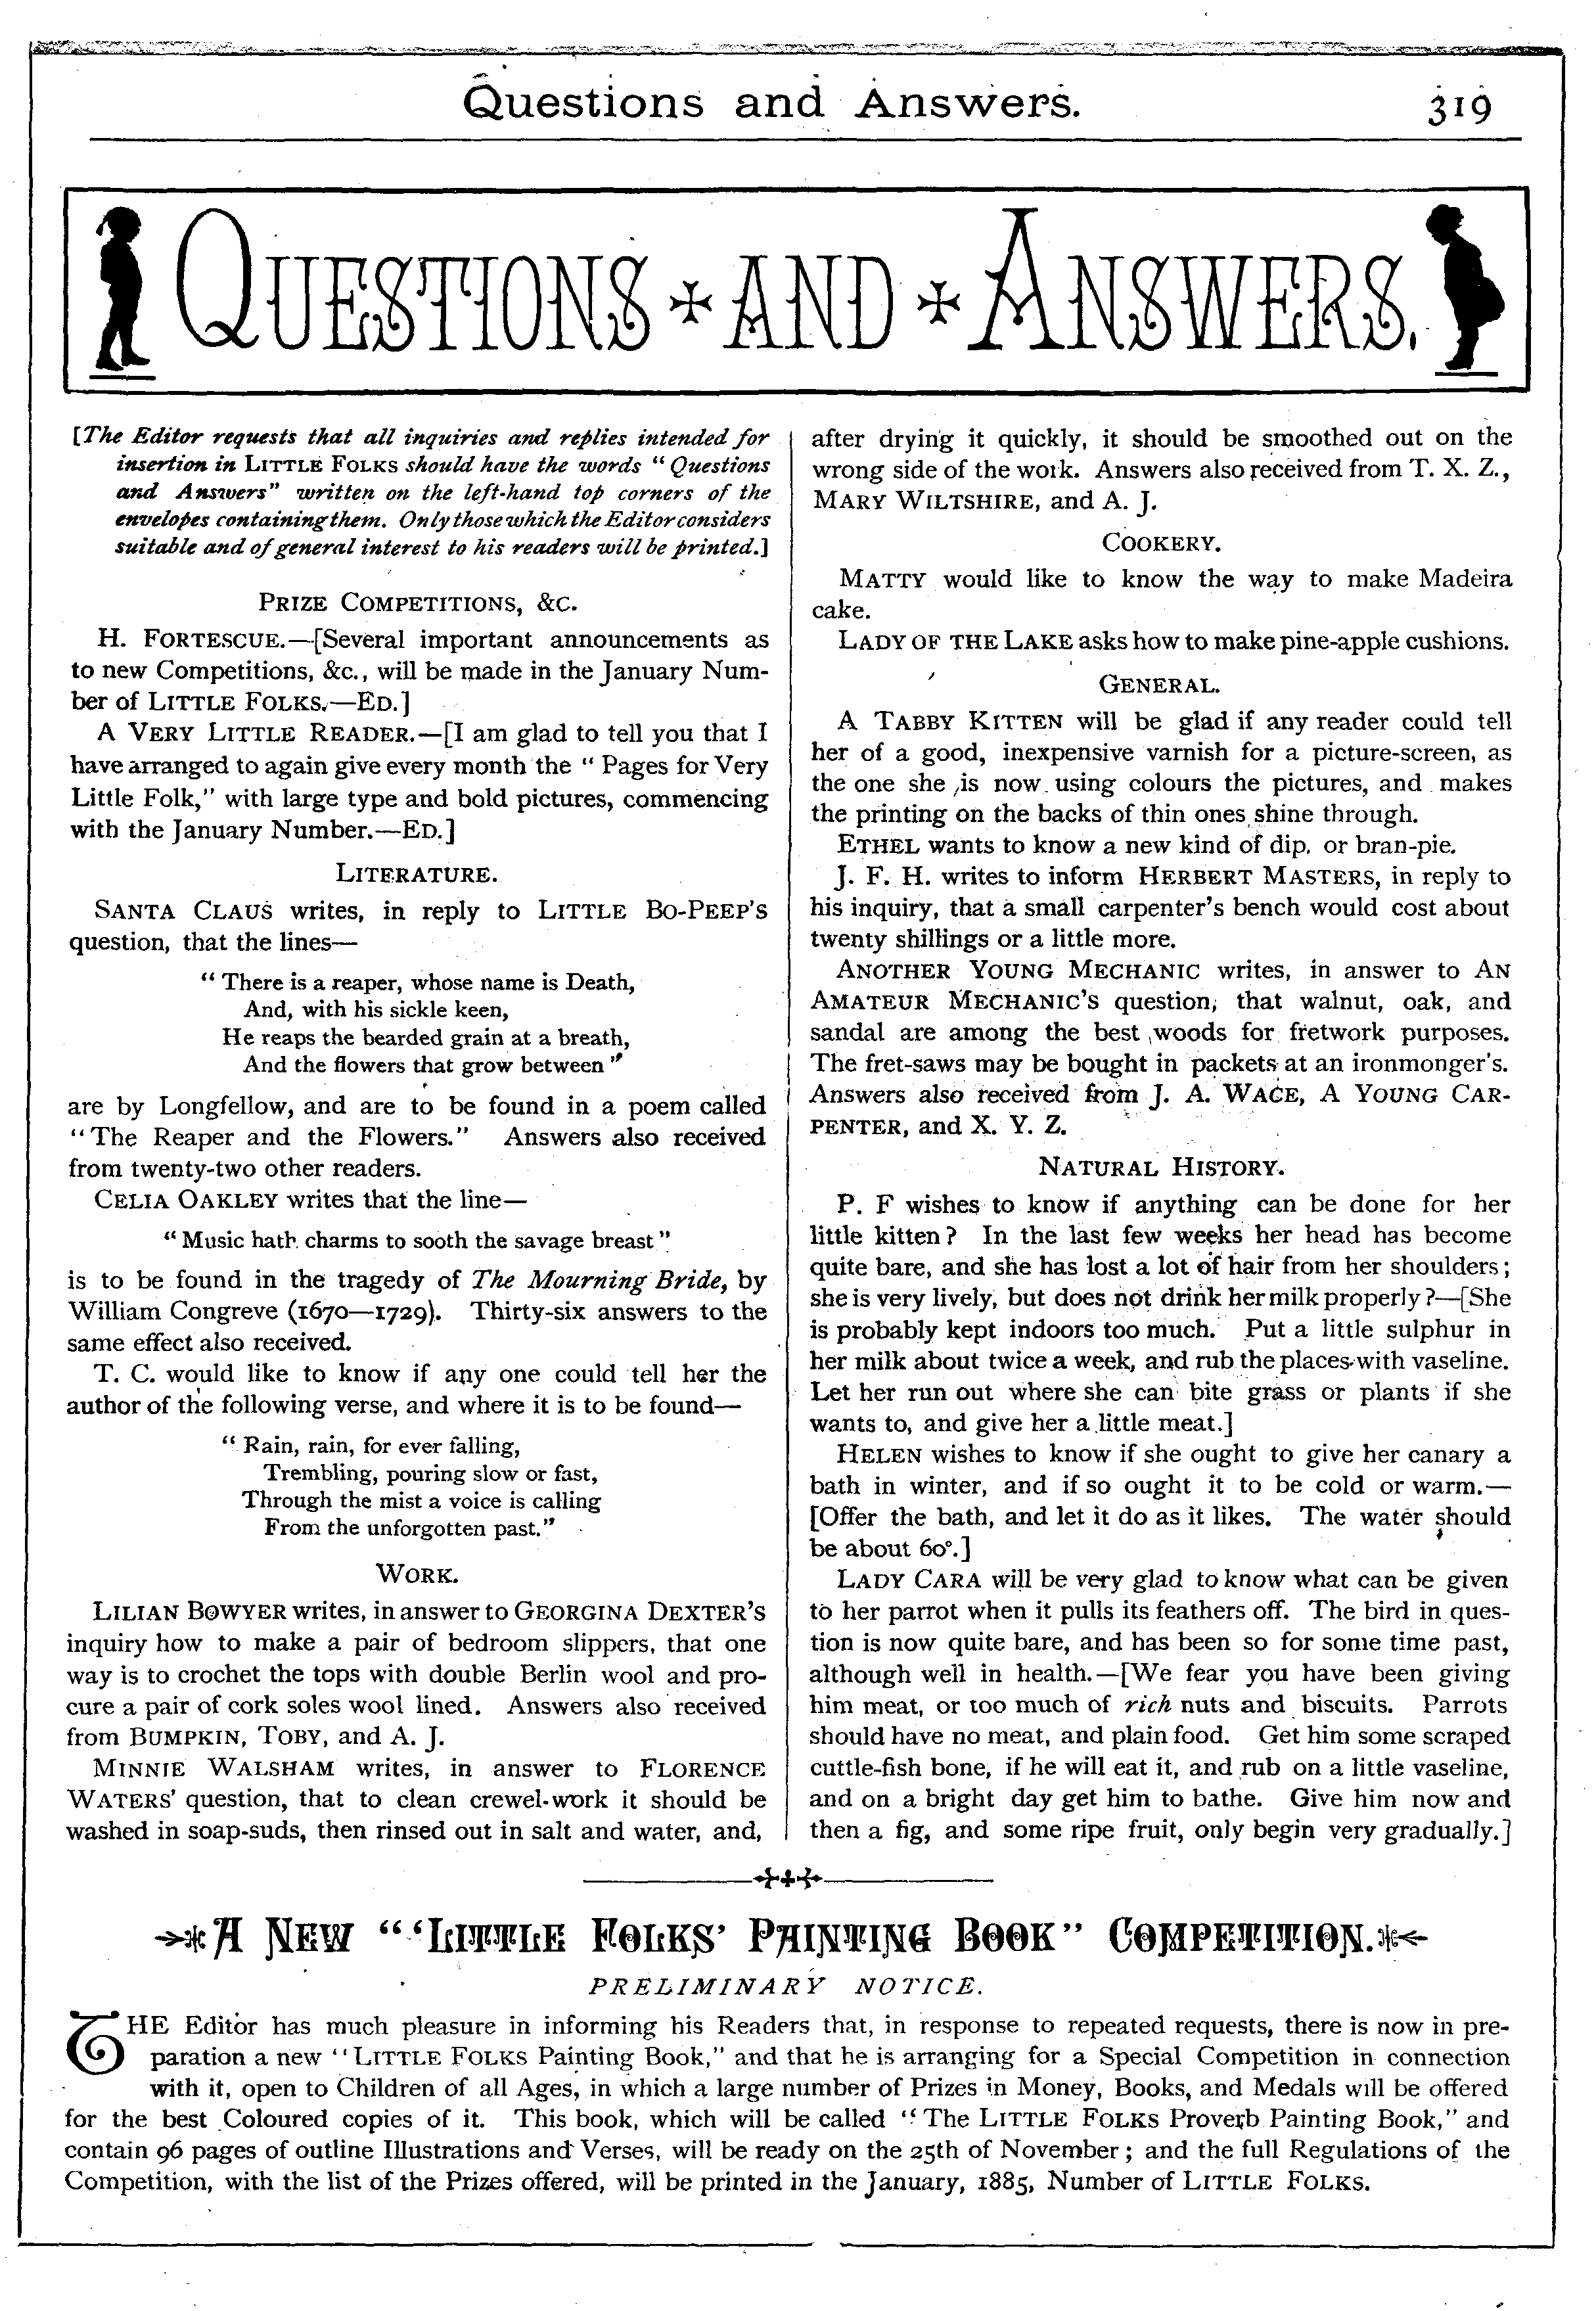 Questions and Answers. 319
QUESTIONS AND ANSWERS.
[The Editor requests that all inquiries and replies intended for
insertion in LITTLE FOLKS should have the words "Questions
and Answers" written on the left-hand top corners of the
envelopes containing them. Only those which the Editor considers
suitable and of general interest to his readers will be printed.]
PRIZE COMPETITIONS, &C.
H. FORTESCUE.—[Several important announcements as
to new Competitions, &c., will be made in the January Num-
ber of LITTLE FOLKS.—ED.]
A VERY LITTLE READER.—[I am glad to tell you that I
have arranged to again give every month the "Pages for Very
Little Folk," with large type and bold pictures, commencing
with the January Number.—ED.]
LITERATURE.
SANTA CLAUS writes, in reply to LITTLE BO-PEEP'S
question, that the lines—
"There is a reaper, whose name is Death,
And, with his sickle keen,
He reaps the bearded grain at a breath,
And the flowers that grow between"
are by Longfellow, and are to be found in a poem called
"The Reaper and the Flowers." Answers also received
from twenty-two other readers.
CELIA OAKLEY writes that the line—
"Music hath charms to sooth the savage breast"
is to be found in the tragedy of The Mourning Bride, by
William Congreve (1670—1729). Thirty-six answers to the
same effect also received.
T. C. would like to know if any one could tell her the
author of the following verse, and where it is to be found—
"Rain, rain, for ever falling,
Trembling, pouring slow or fast,
Through the mist a voice is calling
From the unforgotten past."
WORK.
LILIAN BOWYER writes, in answer to GEORGINA DEXTER'S
inquiry how to make a pair of bedroom slippers, that one
way is to crochet the tops with double Berlin wool and pro-
cure a pair of cork soles wool lined. Answers also received
from BUMPKIN, TOBY, and A. J.
MINNIE WALSHAM writes, in answer to FLORENCE
WATERS' question, that to clean crewel-work it should be
washed in soap-suds, then rinsed out in salt and water, and,
after drying it quickly, it should be smoothed out on the
wrong side of the work. Answers also received from T. X. Z.,
MARY WILTSHIRE, and A. J.
COOKERY.
MATTY would like to know the way to make Madeira
cake.
LADY OF THE LAKE asks how to make pine-apple cushions.
GENERAL.
A TABBY KITTEN will be glad if any reader could tell
her of a good, inexpensive varnish for a picture-screen, as
the one she is now using colours the pictures, and makes
the printing on the backs of thin ones shine through.
ETHEL wants to know a new kind of dip, or bran-pie.
J. F. H. writes to inform HERBERT MASTERS, in reply to
his inquiry, that a small carpenter's bench would cost about
twenty shillings or a little more.
ANOTHER YOUNG MECHANIC writes, in answer to AN
AMATEUR MECHANIC'S question, that walnut, oak, and
sandal are among the best woods for fretwork purposes.
The fret-saws may be bought in packets at an ironmonger's.
Answers also received from J. A. WACE, A YOUNG CAR-
PENTER, and X. Y. Z.
NATURAL HISTORY.
P. F wishes to know if anything can be done for her
little kitten? In the last few weeks her head has become
quite bare, and she has lost a lot of hair from her shoulders;
she is very lively, but does not drink her milk properly?—[She
is probably kept indoors too much. Put a little sulphur in
her milk about twice a week, and rub the places with vaseline.
Let her run out where she can bite grass or plants if she
wants to, and give her a little meat.]
HELEN wishes to know if she ought to give her canary a
bath in winter, and if so ought it to be cold or warm.—
[Offer the bath, and let it do as it likes. The water should
be about 60°.]
LADY CARA will be very glad to know what can be given
to her parrot when it pulls its feathers off. The bird in ques-
tion is now quite bare, and has been so for some time past,
although well in health.—[We fear you have been giving
him meat, or too much of rich nuts and biscuits. Parrots
should have no meat, and plain food. Get him some scraped
cuttle-fish bone, if he will eat it, and rub on a little vaseline,
and on a bright day get him to bathe. Give him now and
then a fig, and some ripe fruit, only begin very gradually.]
A NEW "'LITTLE FOLKS' PAINTING BOOK" COMPETITION.
PRELIMINARY NOTICE.
THE Editor has much pleasure in informing his Readers that, in response to repeated requests, there is now in pre-
paration a new "LITTLE FOLKS Painting Book," and that he is arranging for a Special Competition in connection
with it, open to Children of all Ages, in which a large number of Prizes in Money, Books, and Medals will be offered
for the best Coloured copies of it. This book, which will be called "The LITTLE FOLKS Proverb Painting Book," and
contain 96 pages of outline Illustrations and Verses, will be ready on the 25th of November; and the full Regulations of the
Competition, with the list of the Prizes offered, will be printed in the January, 1885, Number of LITTLE FOLKS.